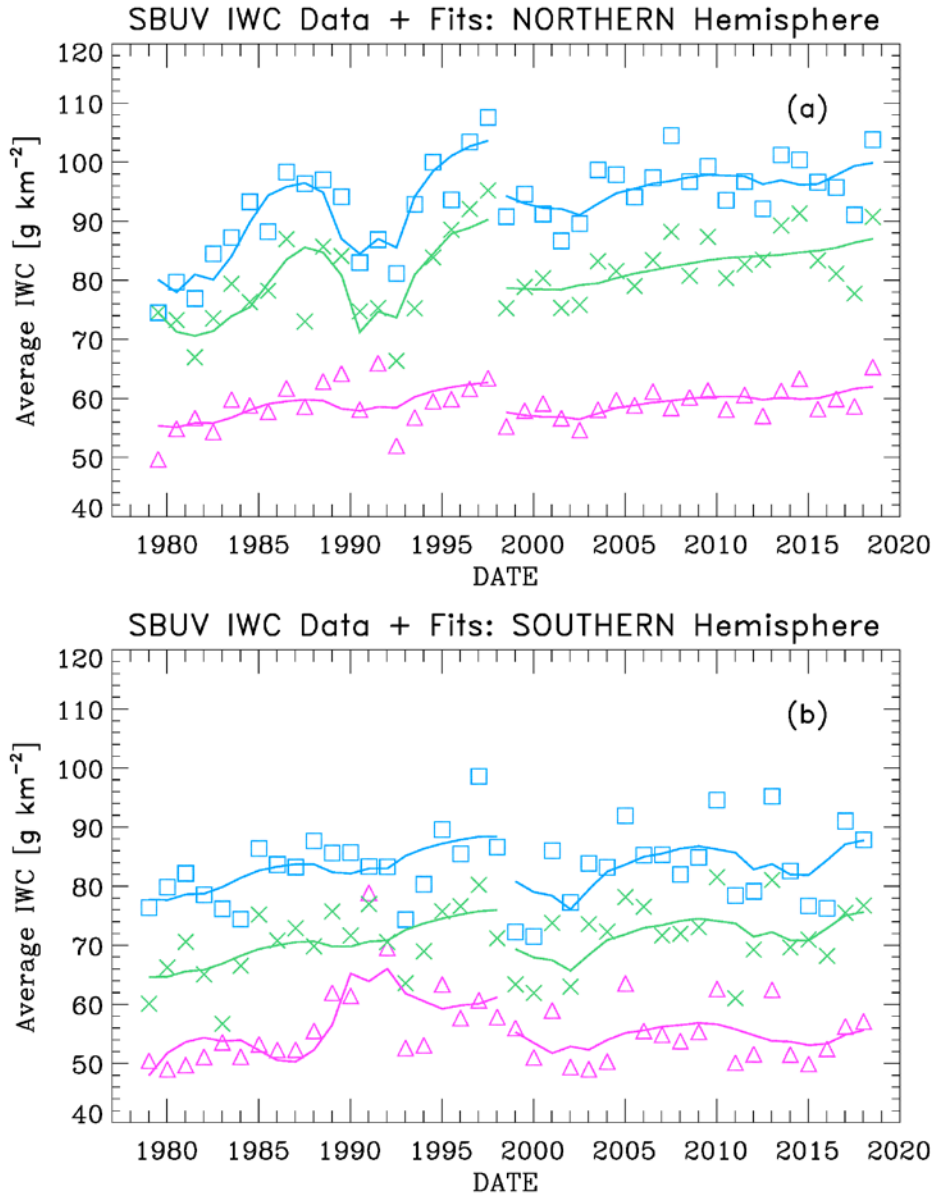 SBUV IWC Data + Fits: NORTHERN Hemisphere
120
(a)
110
100
90
80
70
60
50
40
Average IWC [g km⁻²]
1980 1985 1990 1995 2000 2005 2010 2015 2020
DATE
SBUV IWC Data + Fits: SOUTHERN Hemisphere
120
(b)
110
100
90
80
70
60
50
40
Average IWC [g km⁻²]
1980 1985 1990 1995 2000 2005 2010 2015 2020
DATE